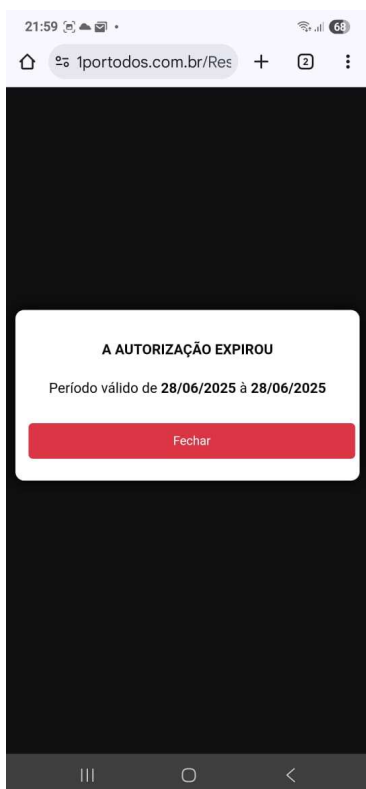 21:59
68
1portodos.com.br/Res
2
A AUTORIZAÇÃO EXPIROU
Período válido de 28/06/2025 à 28/06/2025
Fechar